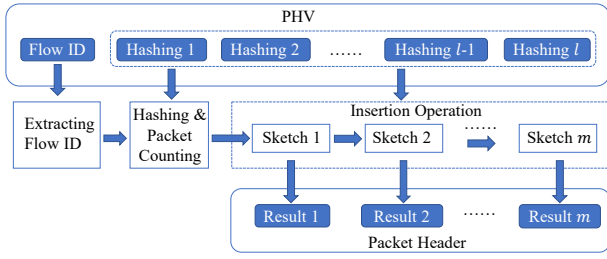 PHV
Flow ID Hashing 1 Hashing 2 ...... Hashing l-1 Hashing l
Extracting
Flow ID
Hashing &
Packet
Counting
Insertion Operation
Sketch 1 Sketch 2 ...... Sketch m
Result 1 Result 2 ...... Result m
Packet Header